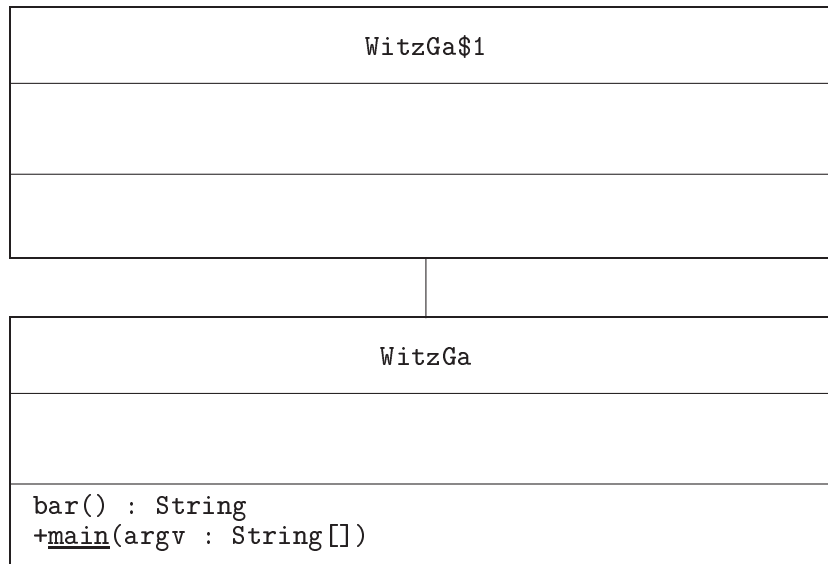 WitzGa$1
WitzGa
bar() : String
+main(argv : String[])